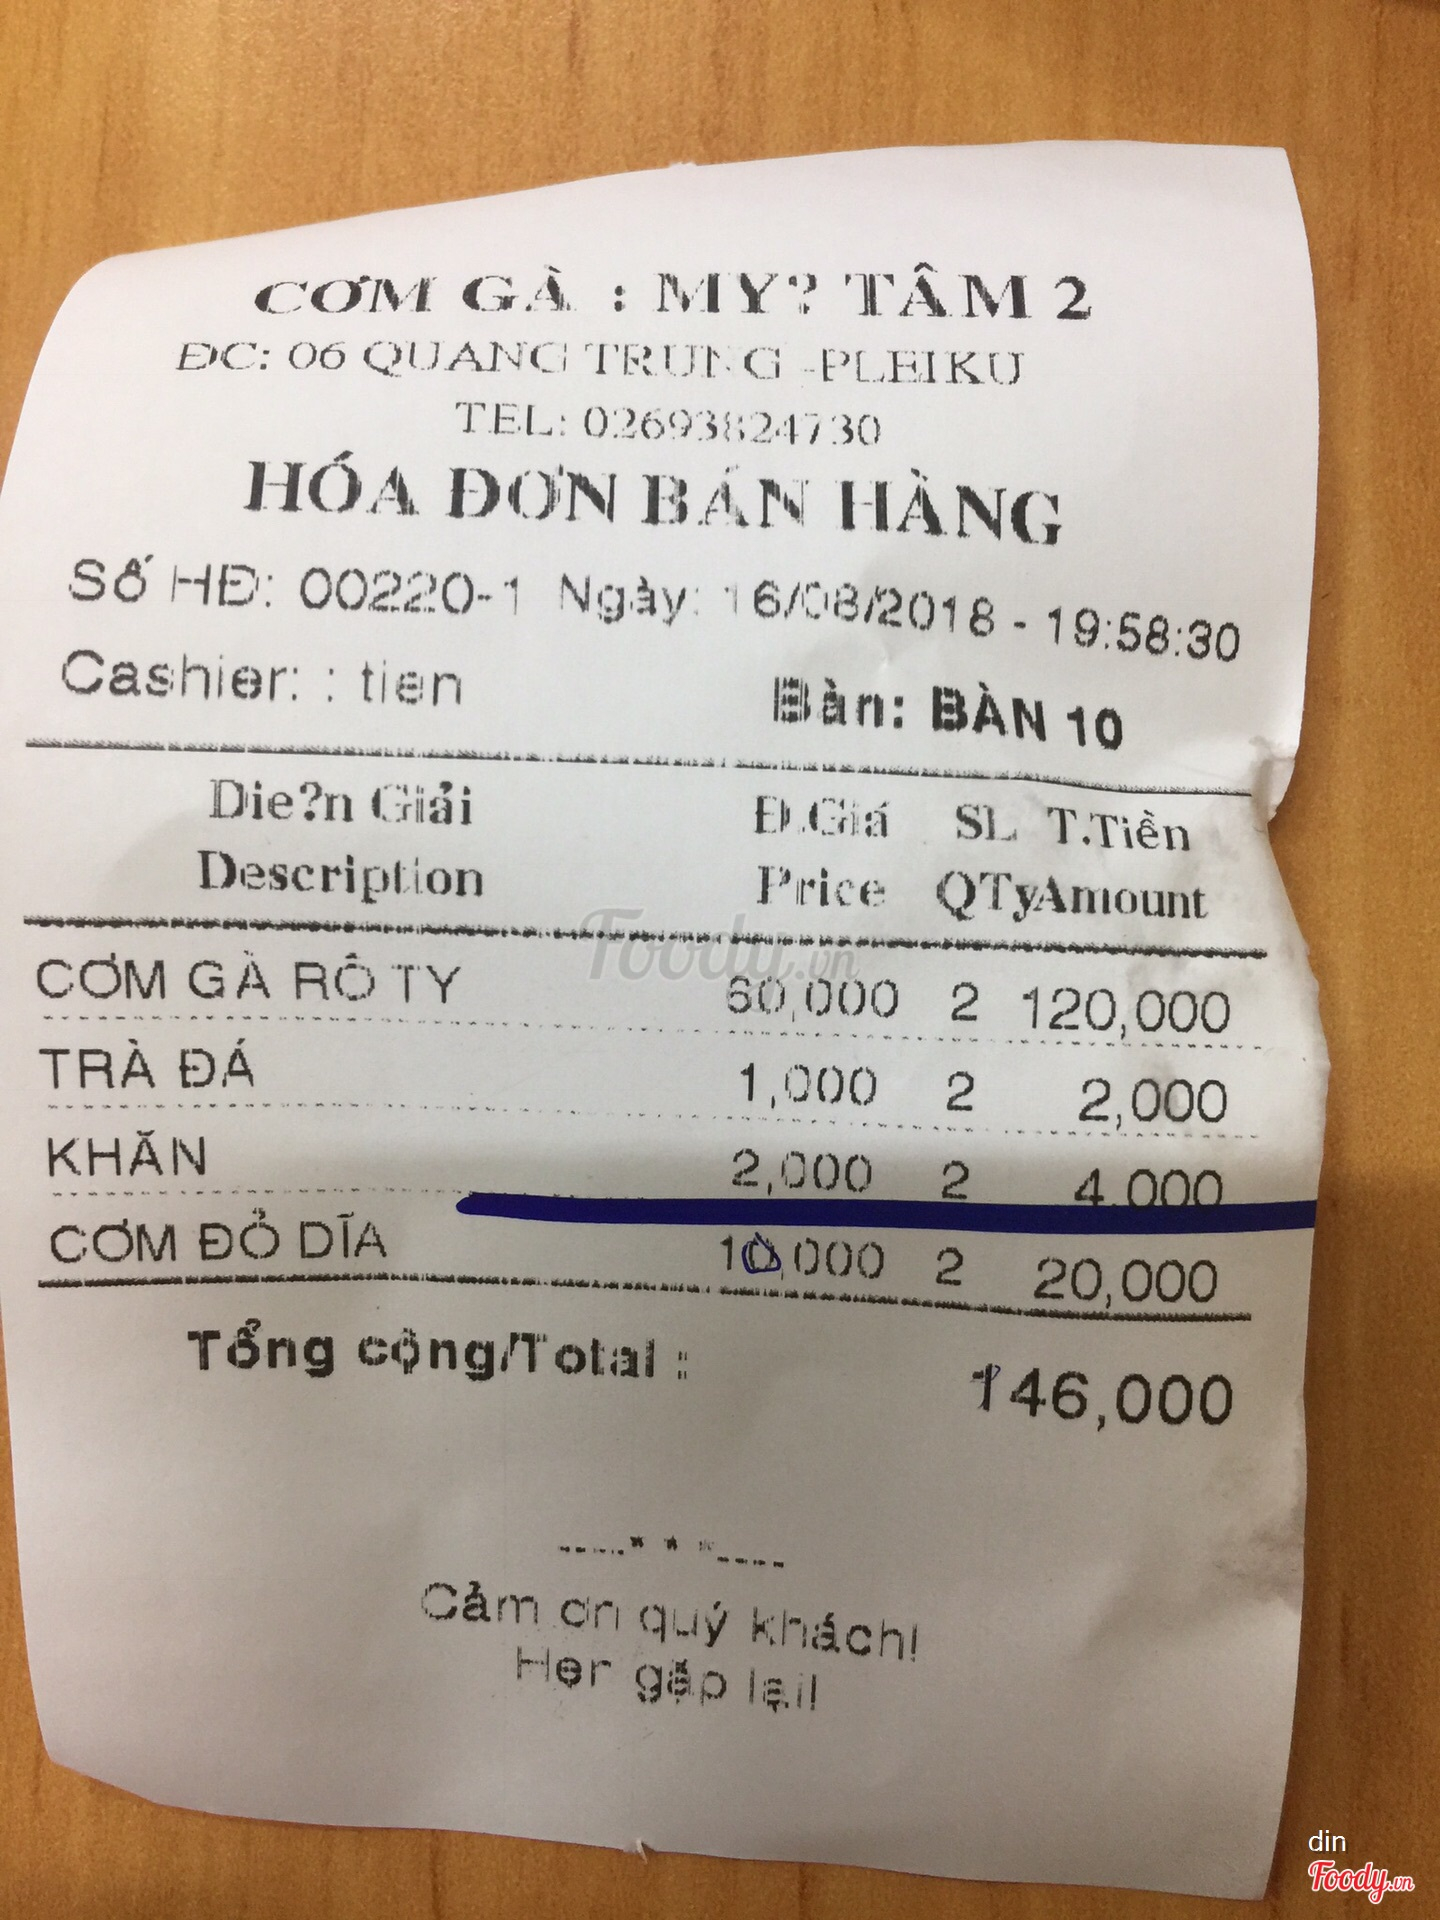 CƠM GÀ : MY? TÂM 2
ĐC: 06 QUANG TRUNG -PLEIKU
TEL: 02693824730
HÓA ĐƠN BÁN HÀNG
Số HĐ: 00220-1 Ngày: 16/08/2018 - 19:58:30
Cashier: : tien Bàn: BÀN 10
Die?n Giải Đ.Giá SL T.Tiền
Description Price QTy Amount
CƠM GÀ RÔ TY 60,000 2 120,000
TRÀ ĐÁ 1,000 2 2,000
KHĂN 2,000 2 4,000
CƠM ĐỎ DĨA 10,000 2 20,000
Tổng cộng/Total : 146,000
-----* * *-----
Cảm ơn quý khách!
Hẹr gặp lại!
Foody.vn
din
Foody.vn